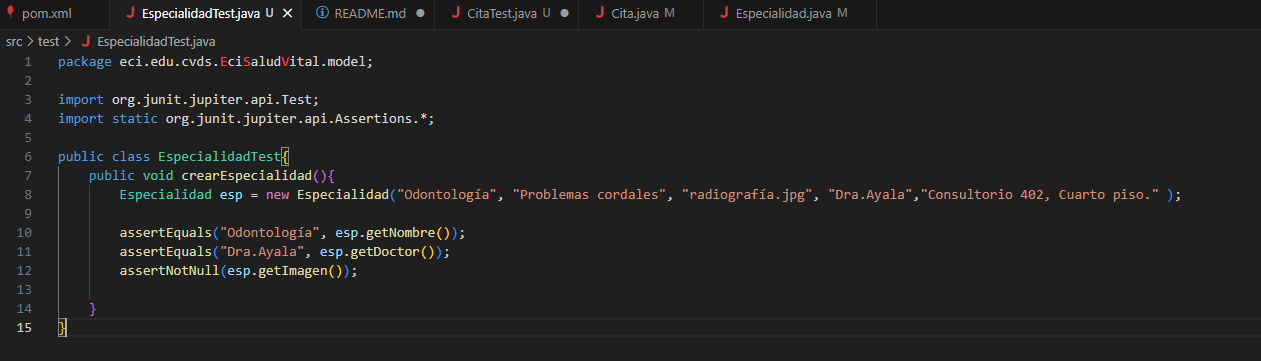 pom.xml EspecialidadTest.java U README.md CitaTest.java U Cita.java M Especialidad.java M
src > test > EspecialidadTest.java
1 package eci.edu.cvds.EciSaludVital.model;
2
3 import org.junit.jupiter.api.Test;
4 import static org.junit.jupiter.api.Assertions.*;
5
6 public class EspecialidadTest{
7 public void crearEspecialidad(){
8 Especialidad esp = new Especialidad("Odontología", "Problemas cordales", "radiografía.jpg", "Dra.Ayala","Consultorio 402, Cuarto piso." );
9
10 assertEquals("Odontología", esp.getNombre());
11 assertEquals("Dra.Ayala", esp.getDoctor());
12 assertNotNull(esp.getImagen());
13
14 }
15 }